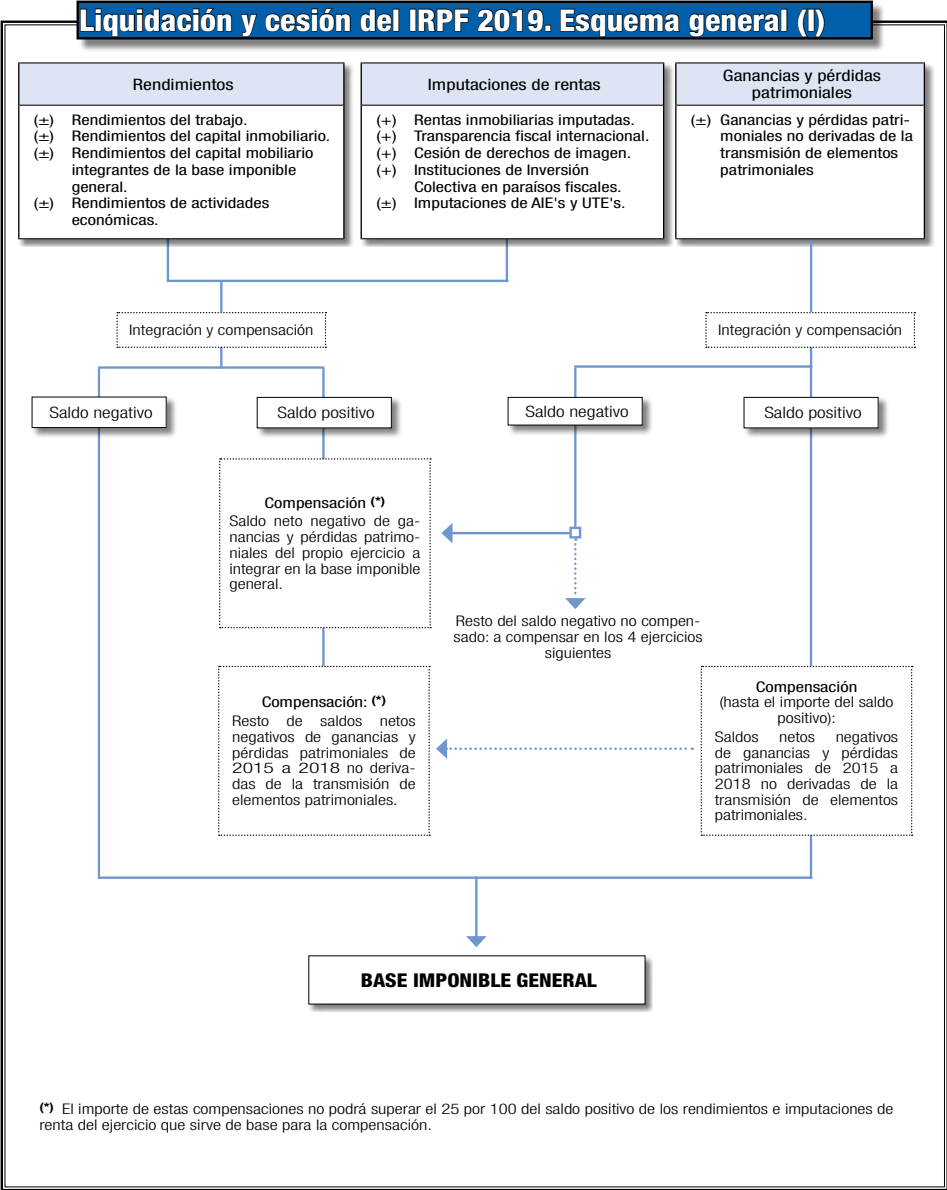 Liquidación y cesión del IRPF 2019. Esquema general (I)
Rendimientos
(±) Rendimientos del trabajo.
(±) Rendimientos del capital inmobiliario.
(±) Rendimientos del capital mobiliario
integrantes de la base imponible
general.
(±) Rendimientos de actividades
económicas.
Imputaciones de rentas
(+) Rentas inmobiliarias imputadas.
(+) Transparencia fiscal internacional.
(+) Cesión de derechos de imagen.
(+) Instituciones de Inversión
Colectiva en paraísos fiscales.
(±) Imputaciones de AIE's y UTE's.
Ganancias y pérdidas
patrimoniales
(±) Ganancias y pérdidas patri-
moniales no derivadas de la
transmisión de elementos
patrimoniales
Integración y compensación
Integración y compensación
Saldo negativo
Saldo positivo
Saldo negativo
Saldo positivo
Compensación (*)
Saldo neto negativo de ga-
nancias y pérdidas patrimo-
niales del propio ejercicio a
integrar en la base imponible
general.
Resto del saldo negativo no compen-
sado: a compensar en los 4 ejercicios
siguientes
Compensación: (*)
Resto de saldos netos
negativos de ganancias y
pérdidas patrimoniales de
2015 a 2018 no deriva-
das de la transmisión de
elementos patrimoniales.
Compensación
(hasta el importe del saldo
positivo):
Saldos netos negativos
de ganancias y pérdidas
patrimoniales de 2015 a
2018 no derivadas de la
transmisión de elementos
patrimoniales.
BASE IMPONIBLE GENERAL
(*) El importe de estas compensaciones no podrá superar el 25 por 100 del saldo positivo de los rendimientos e imputaciones de
renta del ejercicio que sirve de base para la compensación.